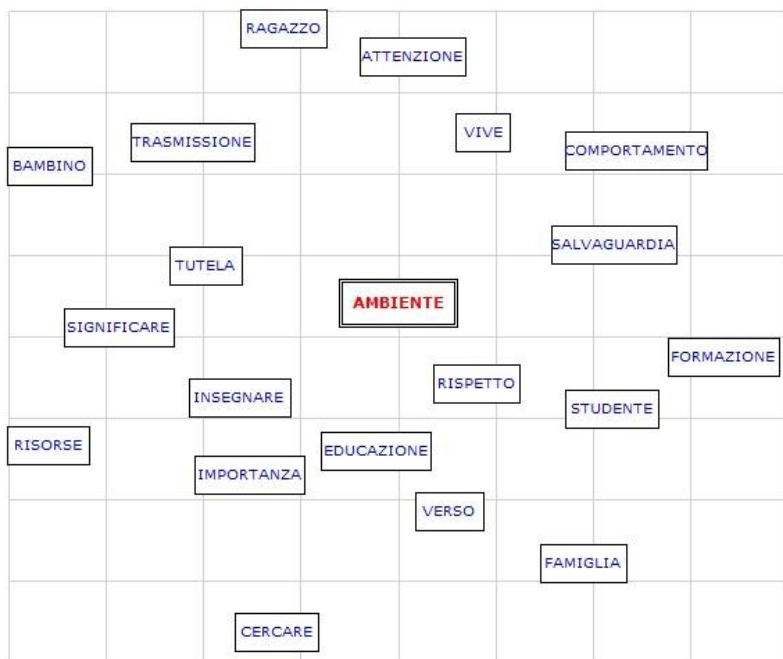 RAGAZZO
ATTENZIONE
VIVE
TRASMISSIONE
COMPORTAMENTO
BAMBINO
SALVAGUARDIA
TUTELA
AMBIENTE
SIGNIFICARE
FORMAZIONE
RISPETTO
INSEGNARE
STUDENTE
RISORSE
EDUCAZIONE
IMPORTANZA
VERSO
FAMIGLIA
CERCARE